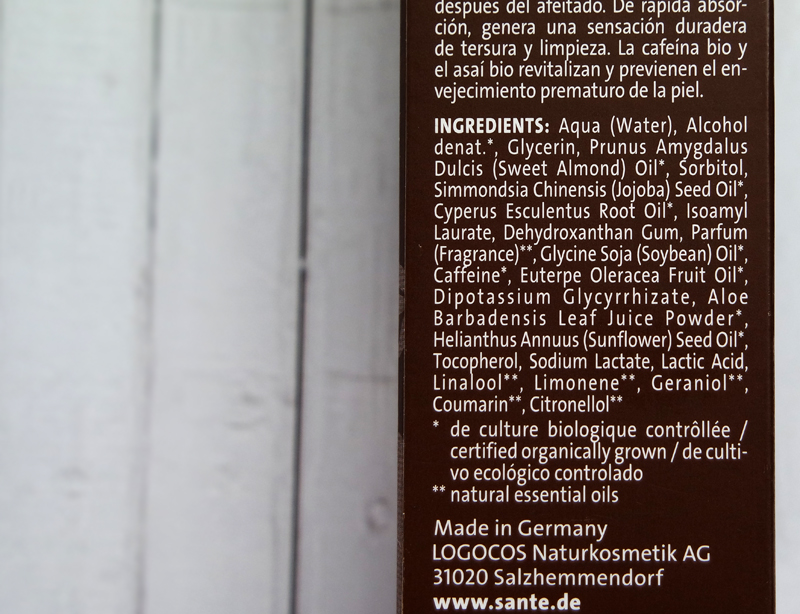 después del afeitado. De rápida absor-
ción, genera una sensación duradera
de tersura y limpieza. La cafeína bio y
el asaí bio revitalizan y previenen el en-
vejecimiento prematuro de la piel.
INGREDIENTS: Aqua (Water), Alcohol
denat.*, Glycerin, Prunus Amygdalus
Dulcis (Sweet Almond) Oil*, Sorbitol,
Simmondsia Chinensis (Jojoba) Seed Oil*,
Cyperus Esculentus Root Oil*, Isoamyl
Laurate, Dehydroxanthan Gum, Parfum
(Fragrance)**, Glycine Soja (Soybean) Oil*,
Caffeine*, Euterpe Oleracea Fruit Oil*,
Dipotassium Glycyrrhizate, Aloe
Barbadensis Leaf Juice Powder*,
Helianthus Annuus (Sunflower) Seed Oil*,
Tocopherol, Sodium Lactate, Lactic Acid,
Linalool**, Limonene**, Geraniol**,
Coumarin**, Citronellol**
* de culture biologique contrôllée /
certified organically grown / de culti-
vo ecológico controlado
** natural essential oils
Made in Germany
LOGOCOS Naturkosmetik AG
31020 Salzhemmendorf
www.sante.de